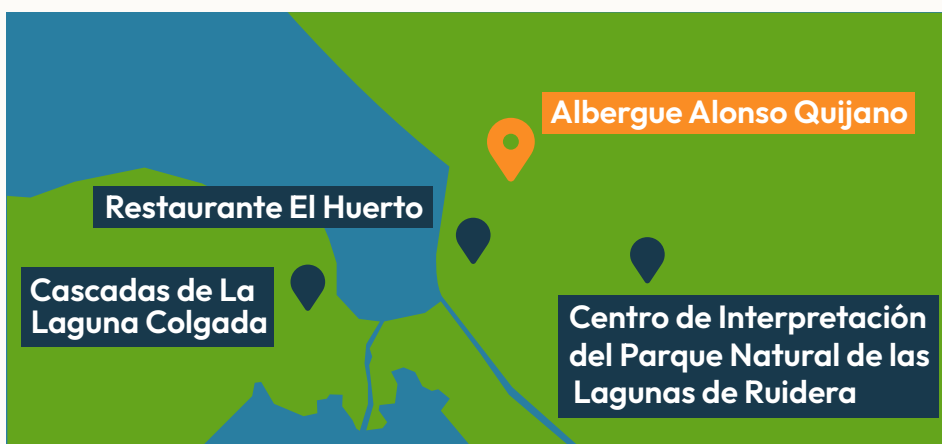 Albergue Alonso Quijano
Restaurante El Huerto
Cascadas de La
Laguna Colgada
Centro de Interpretación
del Parque Natural de las
Lagunas de Ruidera